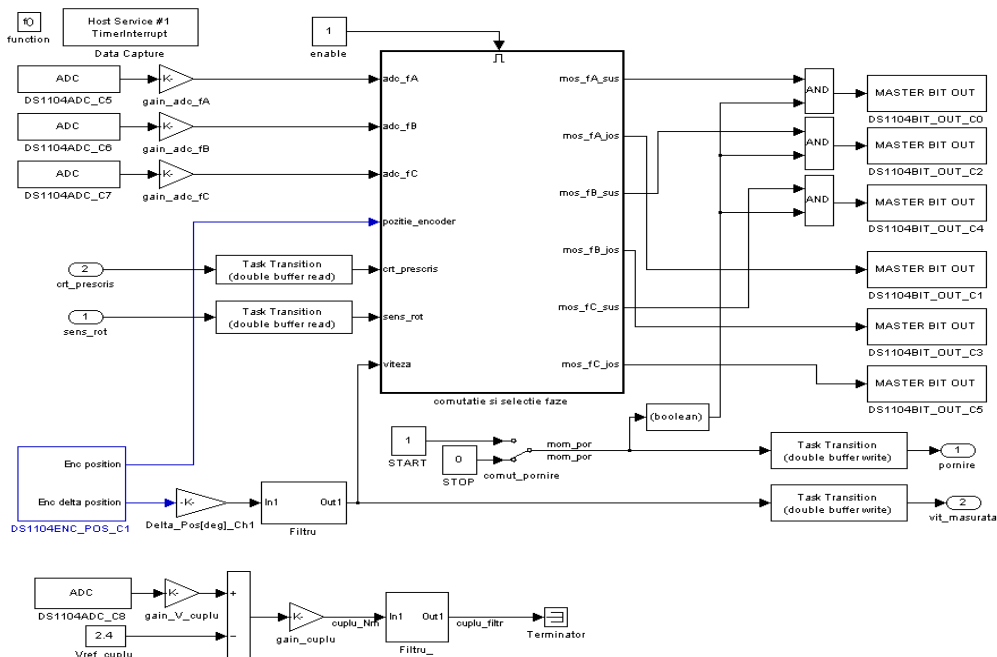 f()
function
Host Service #1
TimerInterrupt
Data Capture
1
enable
ADC
DS1104ADC_C5
K-
gain_adc_fA
ADC
DS1104ADC_C6
K-
gain_adc_fB
ADC
DS1104ADC_C7
K-
gain_adc_fC
adc_fA
adc_fB
adc_fC
pozitie_encoder
crt_prescris
sens_rot
viteza
mos_fA_sus
mos_fA_jos
mos_fB_sus
mos_fB_jos
mos_fC_sus
mos_fC_jos
comutatie si selectie faze
2
crt_prescris
Task Transition
(double buffer read)
1
sens_rot
Task Transition
(double buffer read)
AND
AND
AND
MASTER BIT OUT
DS1104BIT_OUT_C0
MASTER BIT OUT
DS1104BIT_OUT_C2
MASTER BIT OUT
DS1104BIT_OUT_C4
MASTER BIT OUT
DS1104BIT_OUT_C1
MASTER BIT OUT
DS1104BIT_OUT_C3
MASTER BIT OUT
DS1104BIT_OUT_C5
(boolean)
1
START
0
STOP
mom_por
mom_por
comut_pornire
Task Transition
(double buffer write)
1
pornire
Enc position
Enc delta position
DS1104ENC_POS_C1
-K-
Delta_Pos[deg]_Ch1
In1
Out1
Filtru
Task Transition
(double buffer write)
2
vit_masurata
ADC
DS1104ADC_C8
K-
gain_V_cuplu
2.4
Vref_cuplu
+
−
K-
gain_cuplu
cuplu_Nm
In1
Out1
Filtru_
cuplu_filtr
Terminator